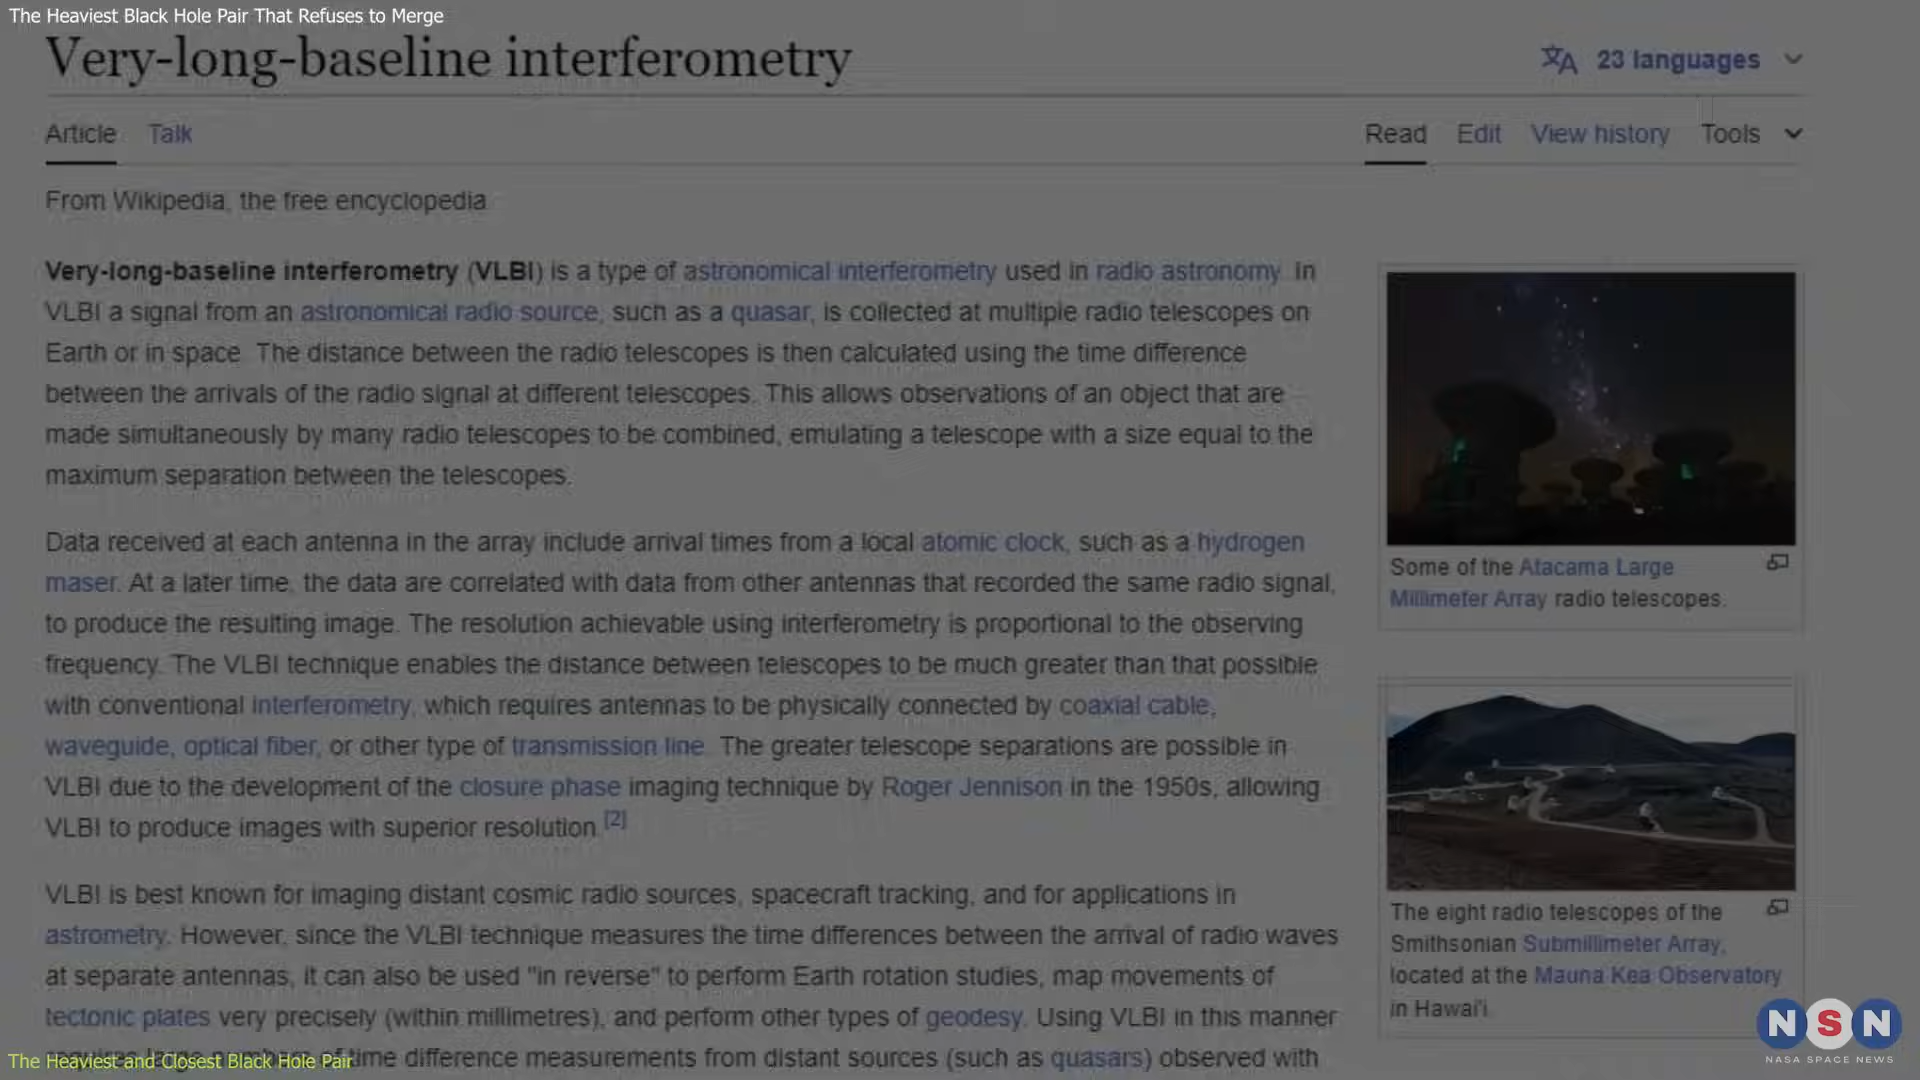 The Heaviest Black Hole Pair That Refuses to Merge
Very-long-baseline interferometry
23 languages
Article Talk
Read Edit View history Tools
From Wikipedia, the free encyclopedia
Very-long-baseline interferometry (VLBI) is a type of astronomical interferometry used in radio astronomy. In
VLBI a signal from an astronomical radio source, such as a quasar, is collected at multiple radio telescopes on
Earth or in space. The distance between the radio telescopes is then calculated using the time difference
between the arrivals of the radio signal at different telescopes. This allows observations of an object that are
made simultaneously by many radio telescopes to be combined, emulating a telescope with a size equal to the
maximum separation between the telescopes.
Data received at each antenna in the array include arrival times from a local atomic clock, such as a hydrogen
maser. At a later time, the data are correlated with data from other antennas that recorded the same radio signal,
to produce the resulting image. The resolution achievable using interferometry is proportional to the observing
frequency. The VLBI technique enables the distance between telescopes to be much greater than that possible
with conventional interferometry, which requires antennas to be physically connected by coaxial cable,
waveguide, optical fiber, or other type of transmission line. The greater telescope separations are possible in
VLBI due to the development of the closure phase imaging technique by Roger Jennison in the 1950s, allowing
VLBI to produce images with superior resolution.[2]
VLBI is best known for imaging distant cosmic radio sources, spacecraft tracking, and for applications in
astrometry. However, since the VLBI technique measures the time differences between the arrival of radio waves
at separate antennas, it can also be used "in reverse" to perform Earth rotation studies, map movements of
tectonic plates very precisely (within millimetres), and perform other types of geodesy. Using VLBI in this manner
time difference measurements from distant sources (such as quasars) observed with
The Heaviest and Closest Black Hole Pair
Some of the Atacama Large
Millimeter Array radio telescopes.
The eight radio telescopes of the
Smithsonian Submillimeter Array,
located at the Mauna Kea Observatory
in Hawai'i.
NSN
NASA SPACE NEWS